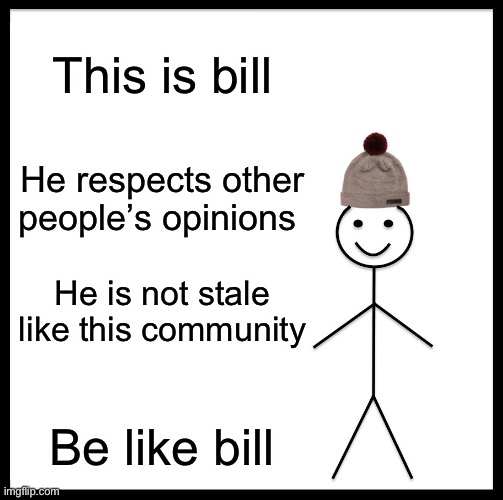 This is bill
He respects other
people’s opinions
He is not stale
like this community
Be like bill
imgflip.com